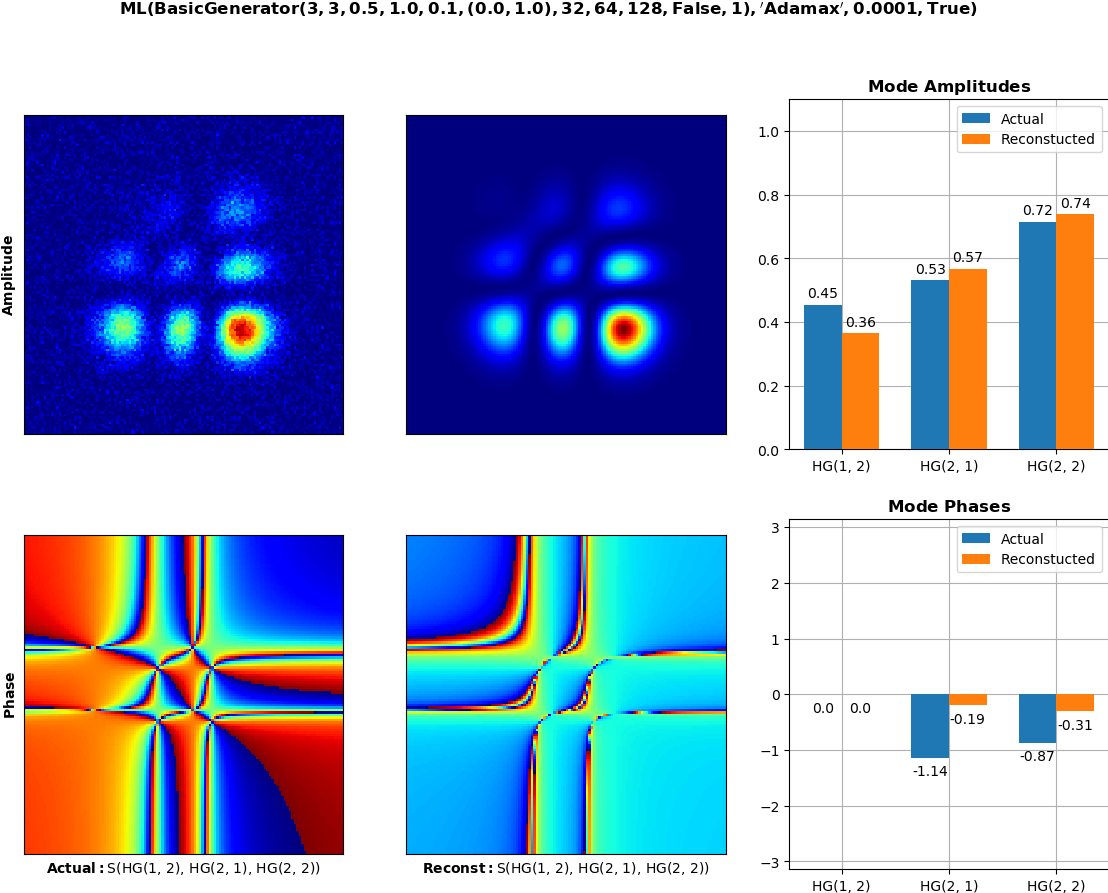 ML(BasicGenerator(3, 3, 0.5, 1.0, 0.1, (0.0, 1.0), 32, 64, 128, False, 1), 'Adamax', 0.0001, True)
Amplitude
Mode Amplitudes
Actual
Reconstucted
1.0
0.8
0.6
0.4
0.2
0.0
0.45
0.36
0.53
0.57
0.72
0.74
HG(1, 2)
HG(2, 1)
HG(2, 2)
Phase
Actual: S(HG(1, 2), HG(2, 1), HG(2, 2))
Reconst: S(HG(1, 2), HG(2, 1), HG(2, 2))
Mode Phases
Actual
Reconstucted
3
2
1
0
−1
−2
−3
0.0
0.0
-1.14
-0.19
-0.87
-0.31
HG(1, 2)
HG(2, 1)
HG(2, 2)